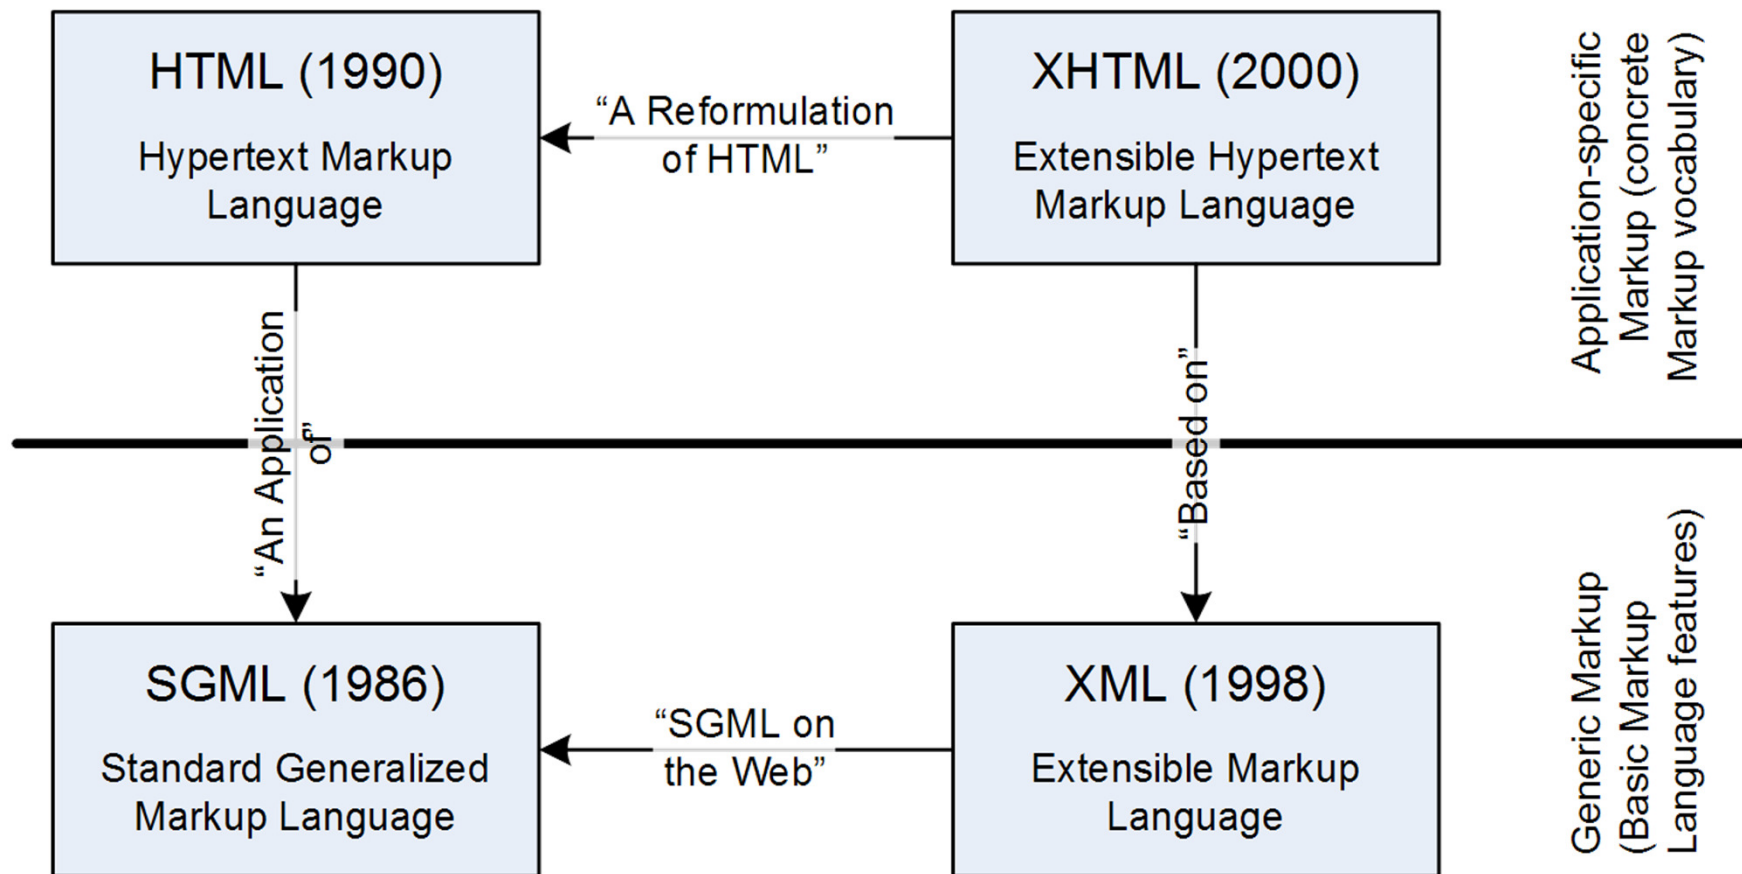 HTML (1990)
Hypertext Markup
Language
“A Reformulation
of HTML”
XHTML (2000)
Extensible Hypertext
Markup Language
Application-specific
Markup (concrete
Markup vocabulary)
“An Application
of”
“Based on”
SGML (1986)
Standard Generalized
Markup Language
“SGML on
the Web”
XML (1998)
Extensible Markup
Language
Generic Markup
(Basic Markup
Language features)